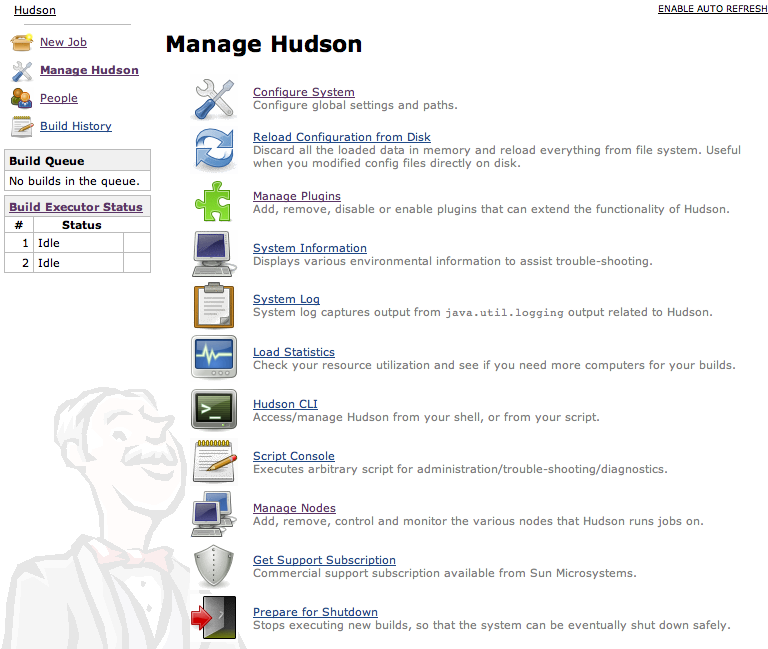 Hudson
ENABLE AUTO REFRESH
New Job
Manage Hudson
People
Build History
Build Queue
No builds in the queue.
Build Executor Status
# Status
1 Idle
2 Idle
Manage Hudson
Configure System
Configure global settings and paths.
Reload Configuration from Disk
Discard all the loaded data in memory and reload everything from file system. Useful
when you modified config files directly on disk.
Manage Plugins
Add, remove, disable or enable plugins that can extend the functionality of Hudson.
System Information
Displays various environmental information to assist trouble-shooting.
System Log
System log captures output from java.util.logging output related to Hudson.
Load Statistics
Check your resource utilization and see if you need more computers for your builds.
Hudson CLI
Access/manage Hudson from your shell, or from your script.
Script Console
Executes arbitrary script for administration/trouble-shooting/diagnostics.
Manage Nodes
Add, remove, control and monitor the various nodes that Hudson runs jobs on.
Get Support Subscription
Commercial support subscription available from Sun Microsystems.
Prepare for Shutdown
Stops executing new builds, so that the system can be eventually shut down safely.